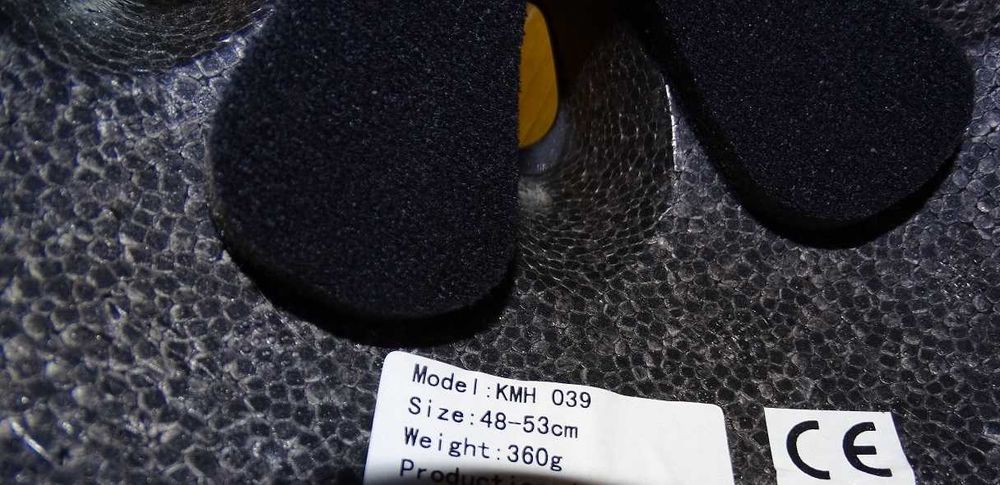 Model:KMH 039
Size:48-53cm
Weight:360g
CE